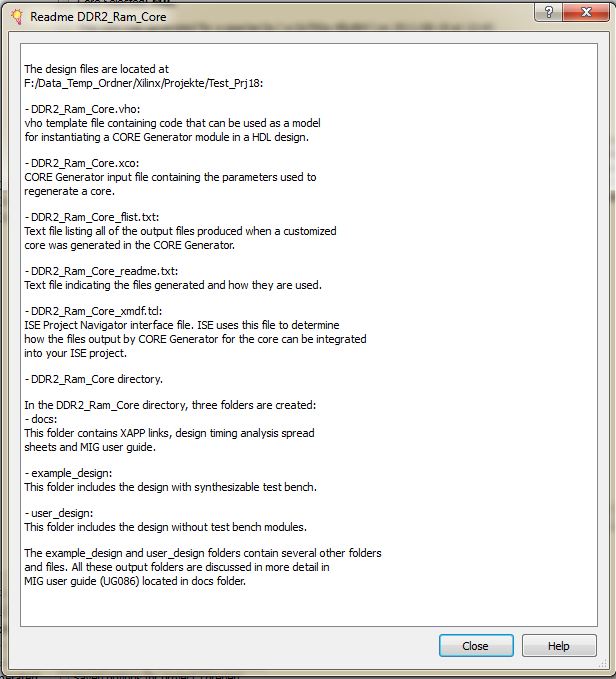 Readme DDR2_Ram_Core
The design files are located at
F:/Data_Temp_Ordner/Xilinx/Projekte/Test_Prj18:
- DDR2_Ram_Core.vho:
vho template file containing code that can be used as a model
for instantiating a CORE Generator module in a HDL design.
- DDR2_Ram_Core.xco:
CORE Generator input file containing the parameters used to
regenerate a core.
- DDR2_Ram_Core_flist.txt:
Text file listing all of the output files produced when a customized
core was generated in the CORE Generator.
- DDR2_Ram_Core_readme.txt:
Text file indicating the files generated and how they are used.
- DDR2_Ram_Core_xmdf.tcl:
ISE Project Navigator interface file. ISE uses this file to determine
how the files output by CORE Generator for the core can be integrated
into your ISE project.
- DDR2_Ram_Core directory.
In the DDR2_Ram_Core directory, three folders are created:
- docs:
This folder contains XAPP links, design timing analysis spread
sheets and MIG user guide.
- example_design:
This folder includes the design with synthesizable test bench.
- user_design:
This folder includes the design without test bench modules.
The example_design and user_design folders contain several other folders
and files. All these output folders are discussed in more detail in
MIG user guide (UG086) located in docs folder.
Close
Help